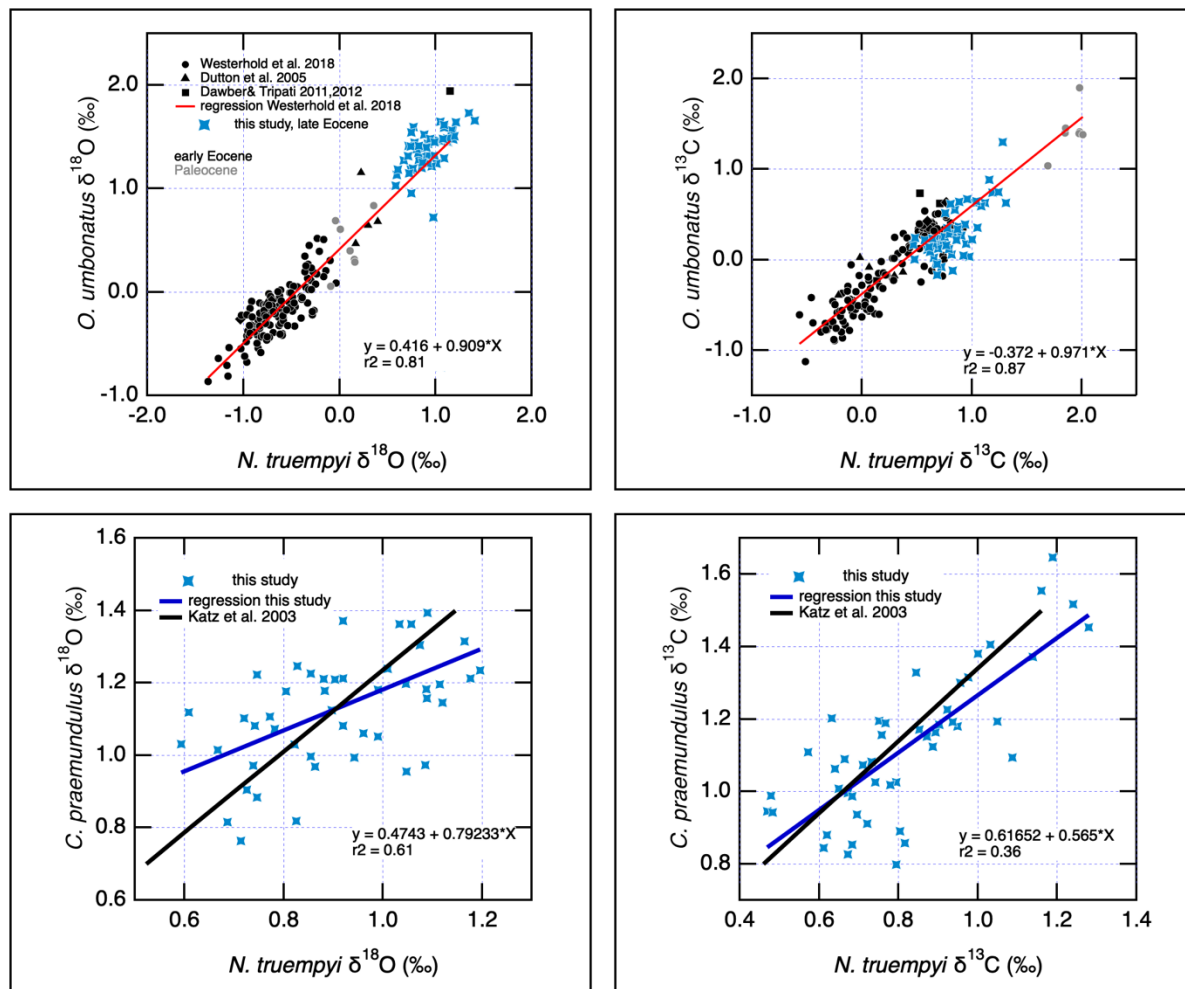 2.0
1.0
0.0
-1.0
O. umbonatus δ18O (‰)
Westerhold et al. 2018
Dutton et al. 2005
Dawber& Tripati 2011,2012
regression Westerhold et al. 2018
this study, late Eocene
early Eocene
Paleocene
y = 0.416 + 0.909*X
r2 = 0.81
-2.0 -1.0 0.0 1.0 2.0
N. truempyi δ18O (‰)
2.0
1.0
0.0
-1.0
O. umbonatus δ13C (‰)
y = -0.372 + 0.971*X
r2 = 0.87
-1.0 0.0 1.0 2.0
N. truempyi δ13C (‰)
1.6
1.4
1.2
1.0
0.8
0.6
C. praemundulus δ18O (‰)
this study
regression this study
Katz et al. 2003
y = 0.4743 + 0.79233*X
r2 = 0.61
0.6 0.8 1.0 1.2
N. truempyi δ18O (‰)
1.6
1.4
1.2
1.0
0.8
C. praemundulus δ13C (‰)
this study
regression this study
Katz et al. 2003
y = 0.61652 + 0.565*X
r2 = 0.36
0.4 0.6 0.8 1.0 1.2 1.4
N. truempyi δ13C (‰)